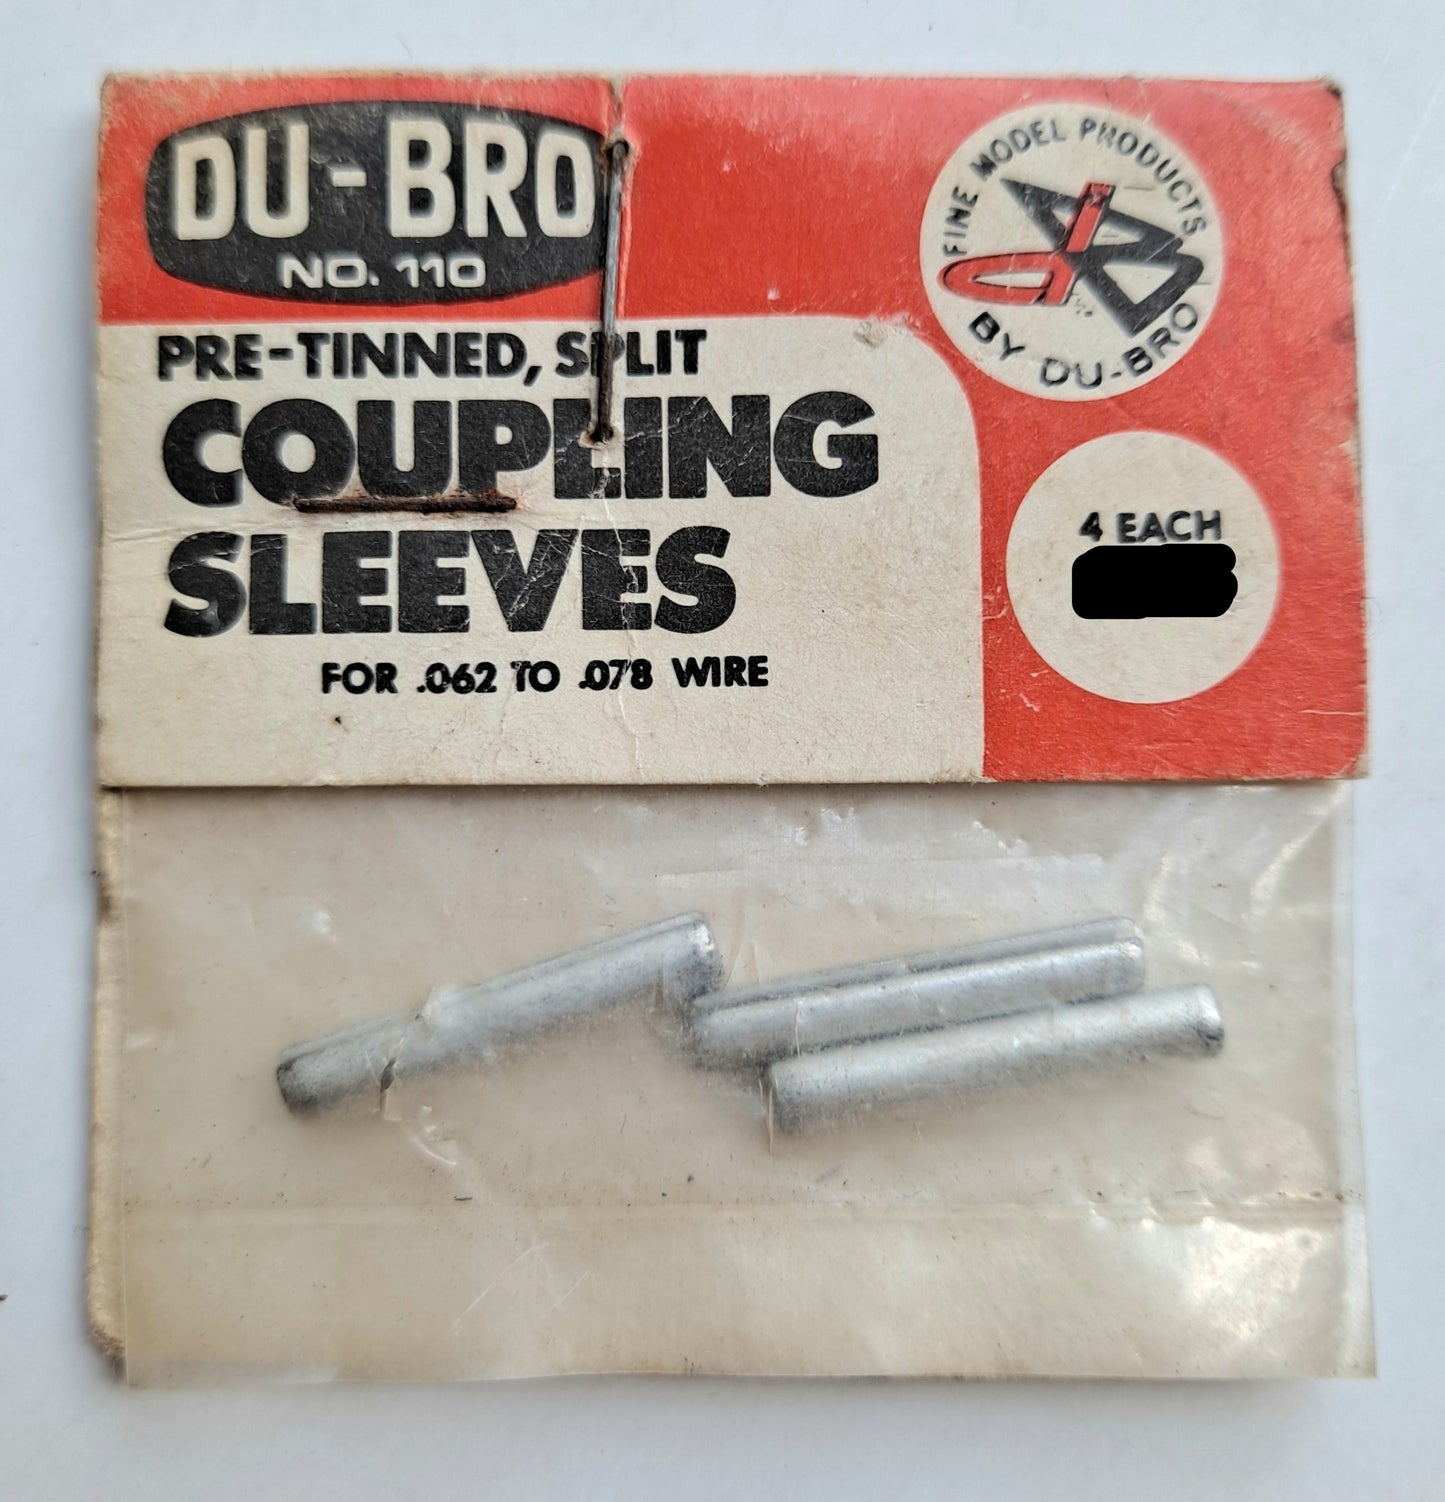 DU-BRO
NO. 110
FINE MODEL PRODUCTS
BY DU-BRO
PRE-TINNED, SPLIT
COUPLING
SLEEVES
FOR .062 TO .078 WIRE
4 EACH